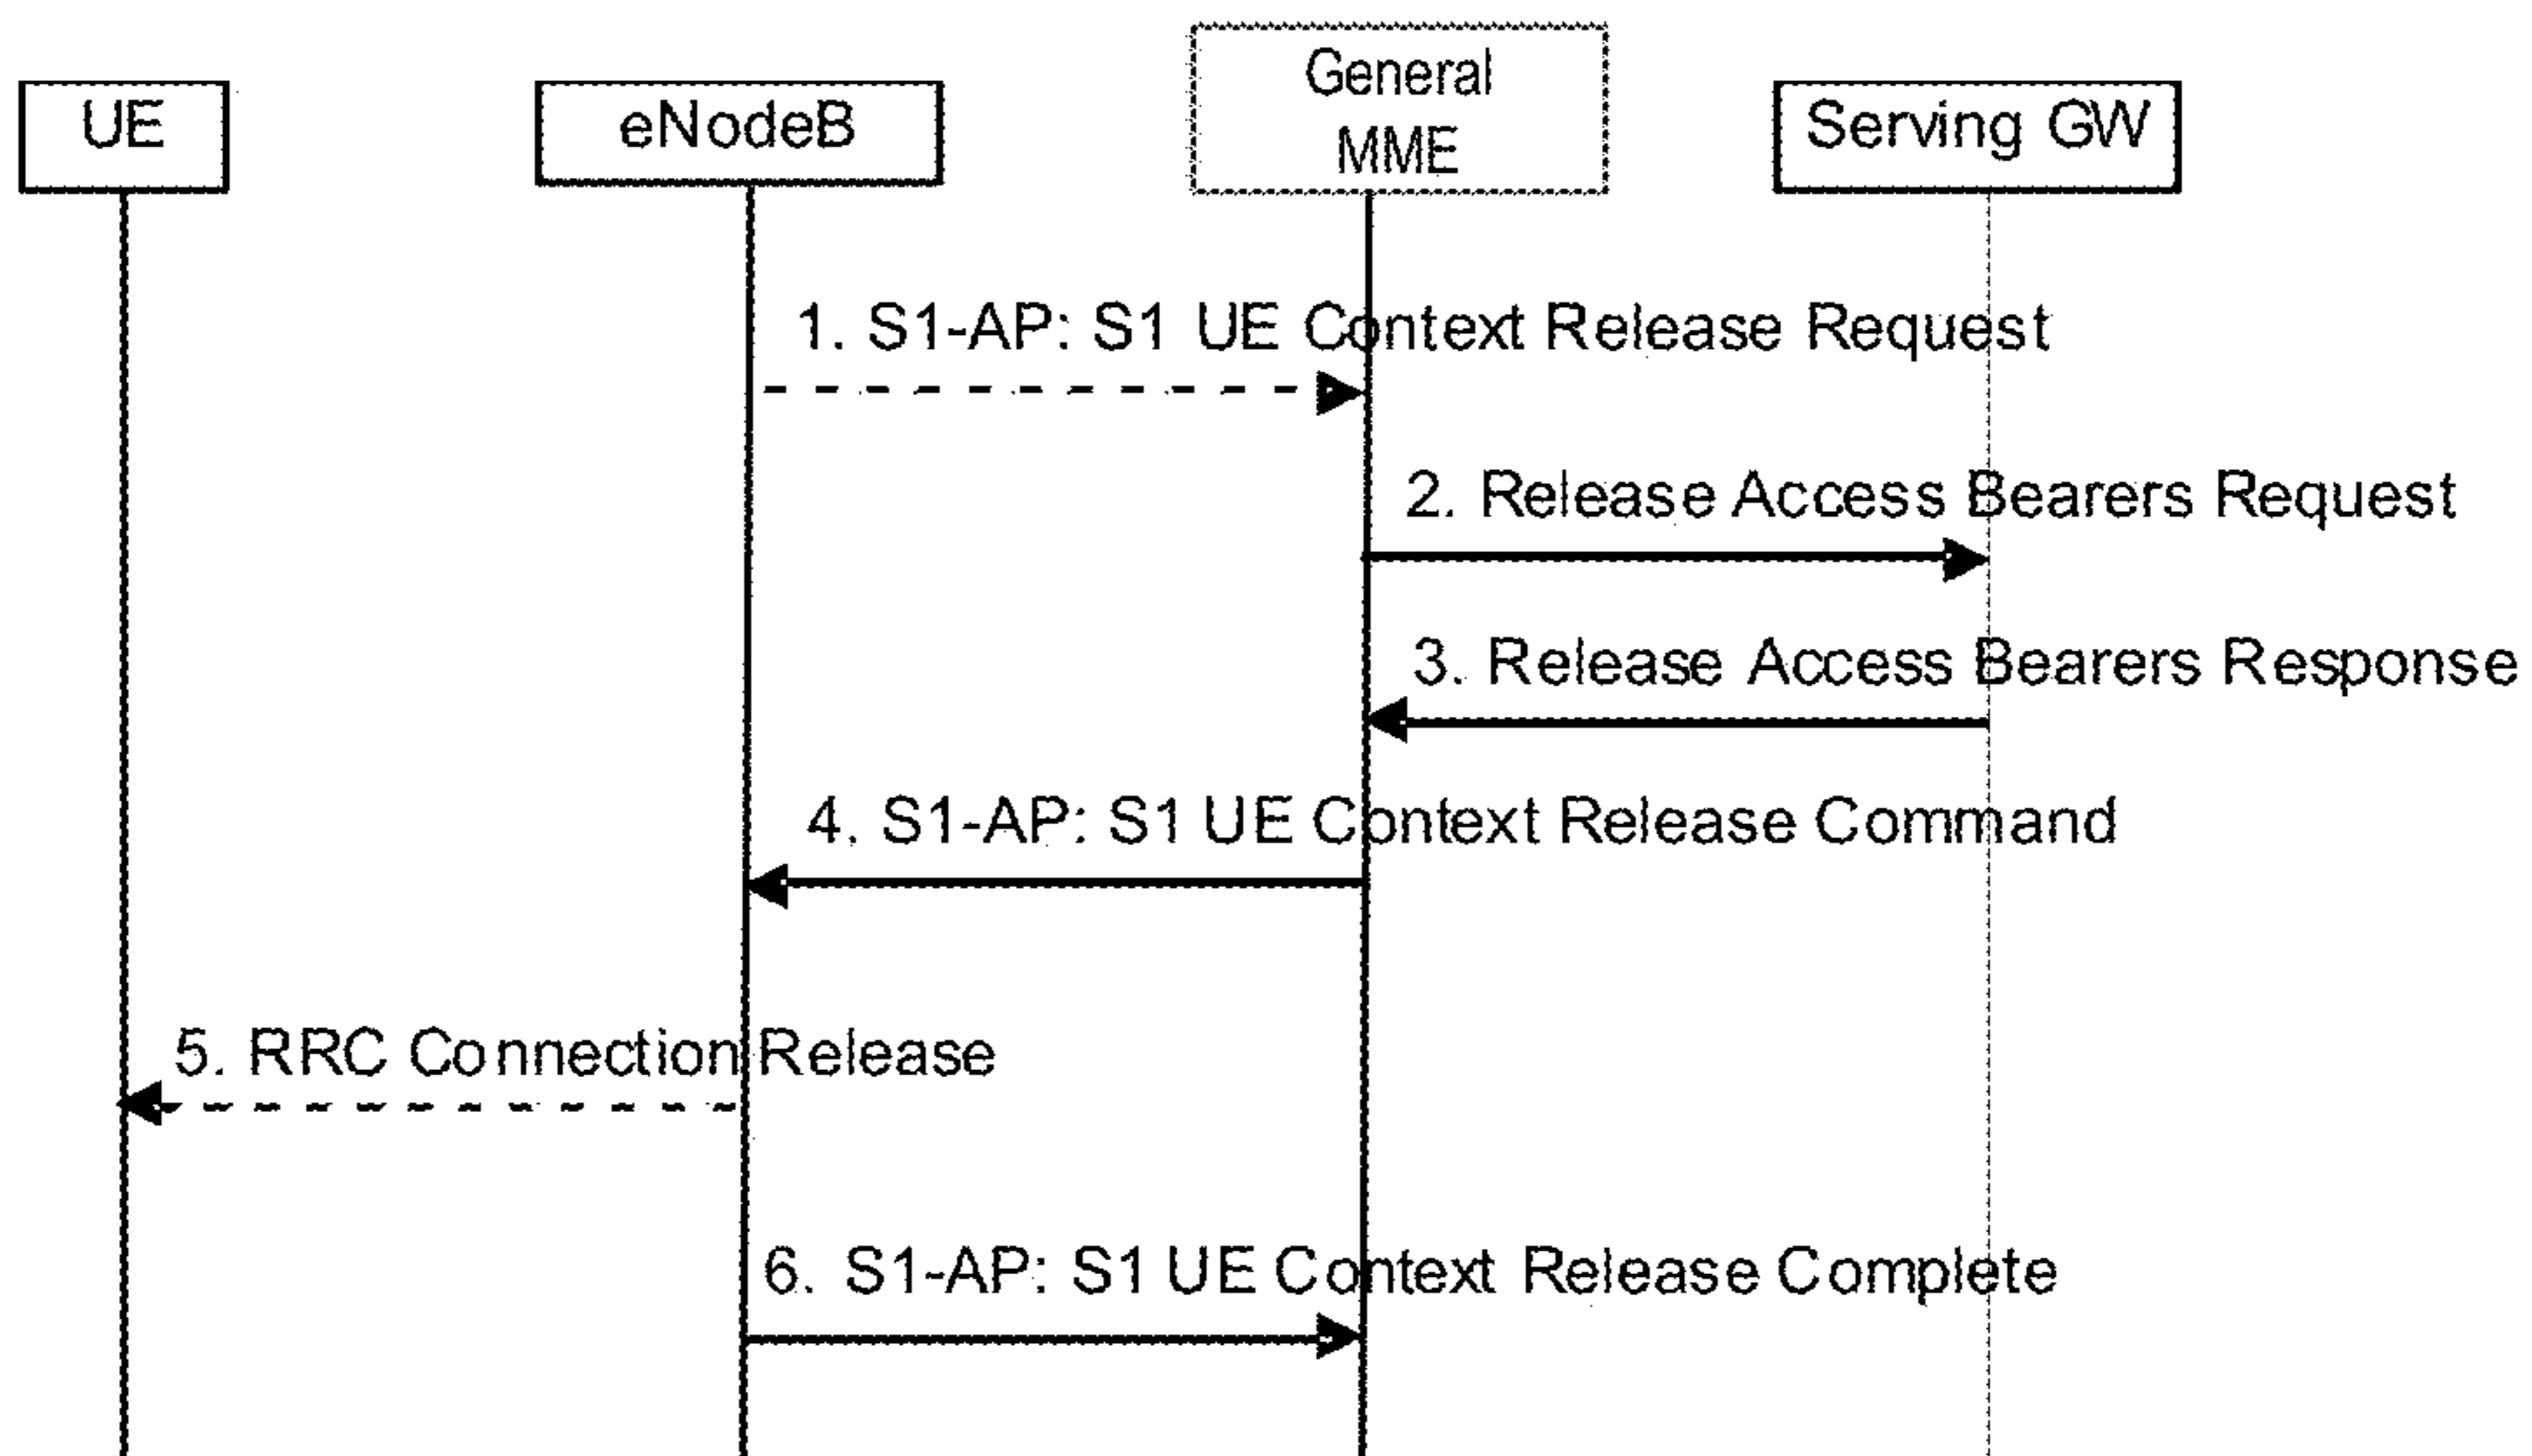 UE
eNodeB
General
MME
Serving GW
1. S1-AP: S1 UE Context Release Request
2. Release Access Bearers Request
3. Release Access Bearers Response
4. S1-AP: S1 UE Context Release Command
5. RRC Connection Release
6. S1-AP: S1 UE Context Release Complete